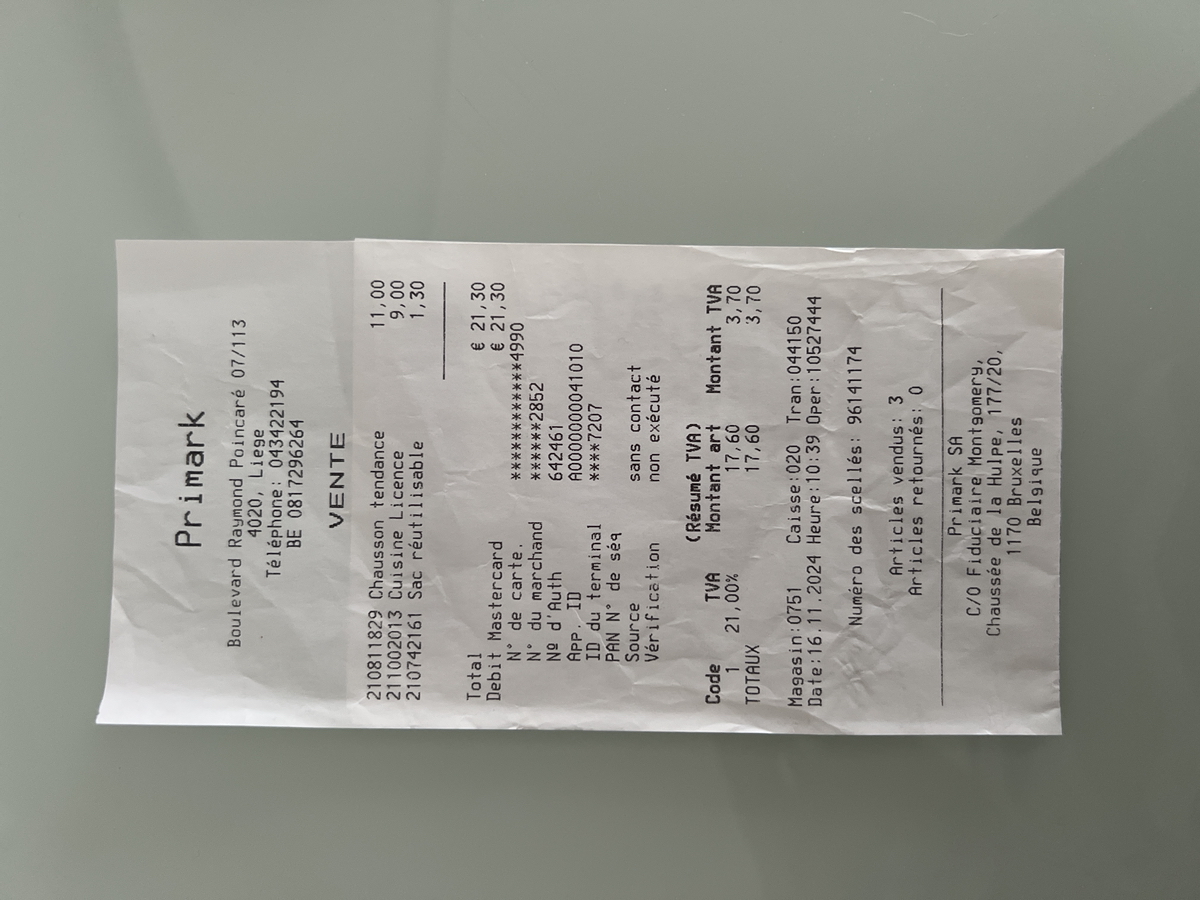 Primark
Boulevard Raymond Poincaré 07/113
4020, Liege
Téléphone: 043422194
BE 0817296264
VENTE
210811829 Chausson tendance 11,00
211002013 Cuisine Licence 9,00
210742161 Sac réutilisable 1,30
Total € 21,30
Debit Mastercard € 21,30
N° de carte. ************4990
N° du marchand ******2852
Nº d'Auth 642461
App. ID A0000000041010
ID du terminal ****7207
PAN N° de séq
Source sans contact
Vérification non exécuté
(Résumé TVA)
Code TVA Montant art Montant TVA
1 21,00% 17,60 3,70
TOTAUX 17,60 3,70
Magasin:0751 Caisse:020 Tran:044150
Date:16.11.2024 Heure:10:39 Oper:10527444
Numéro des scellés: 96141174
Articles vendus: 3
Articles retournés: 0
Primark SA
C/O Fiduciaire Montgomery,
Chaussée de la Hulpe, 177/20,
1170 Bruxelles
Belgique